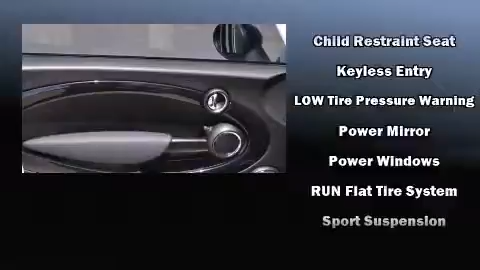 Child Restraint Seat
Keyless Entry
LOW Tire Pressure Warning
Power Mirror
Power Windows
RUN Flat Tire System
Sport Suspension